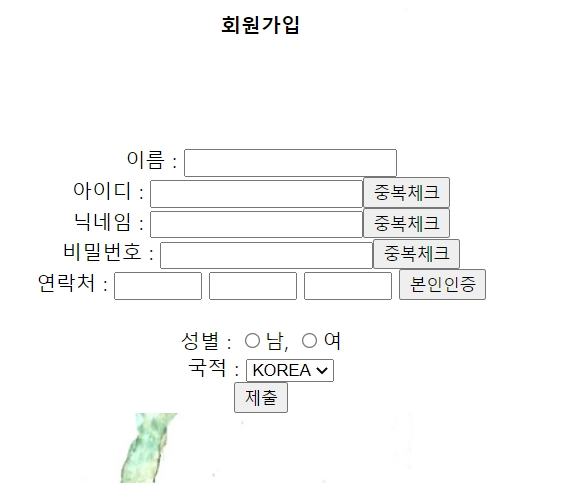 회원가입
이름 :
아이디 : 중복체크
닉네임 : 중복체크
비밀번호 : 중복체크
연락처 : 본인인증
성별 : 남, 여
국적 : KOREA
제출